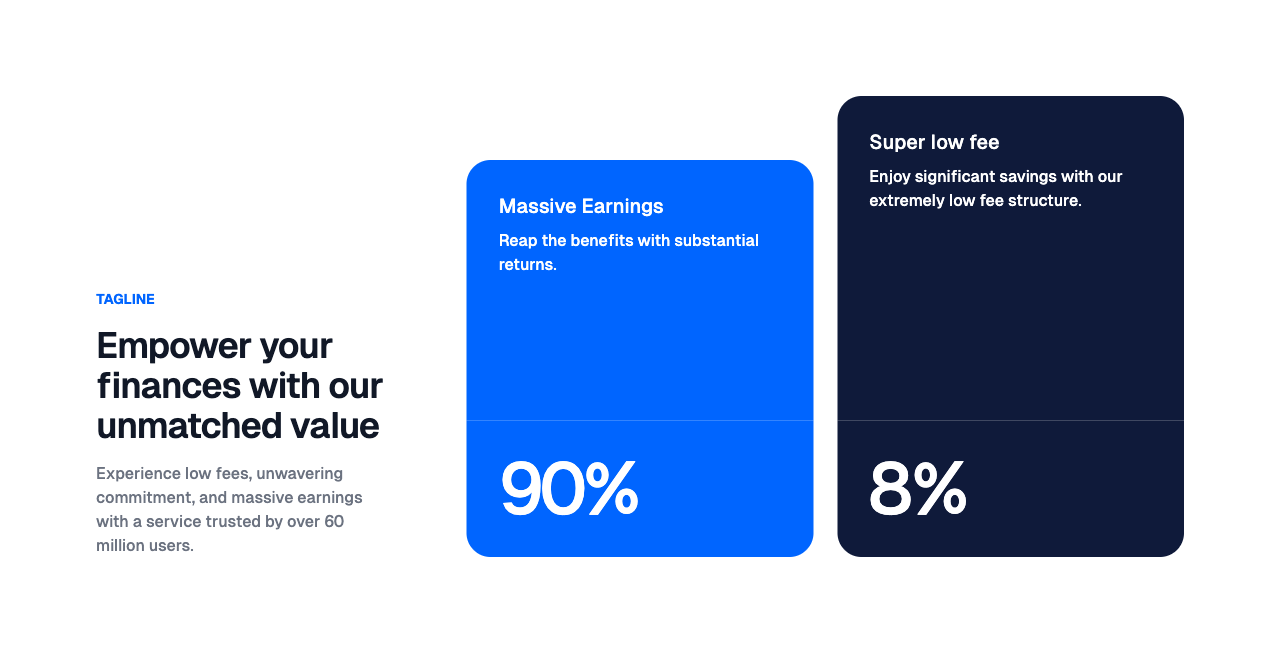 TAGLINE
Empower your
finances with our
unmatched value
Experience low fees, unwavering
commitment, and massive earnings
with a service trusted by over 60
million users.
Massive Earnings
Reap the benefits with substantial
returns.
90%
Super low fee
Enjoy significant savings with our
extremely low fee structure.
8%